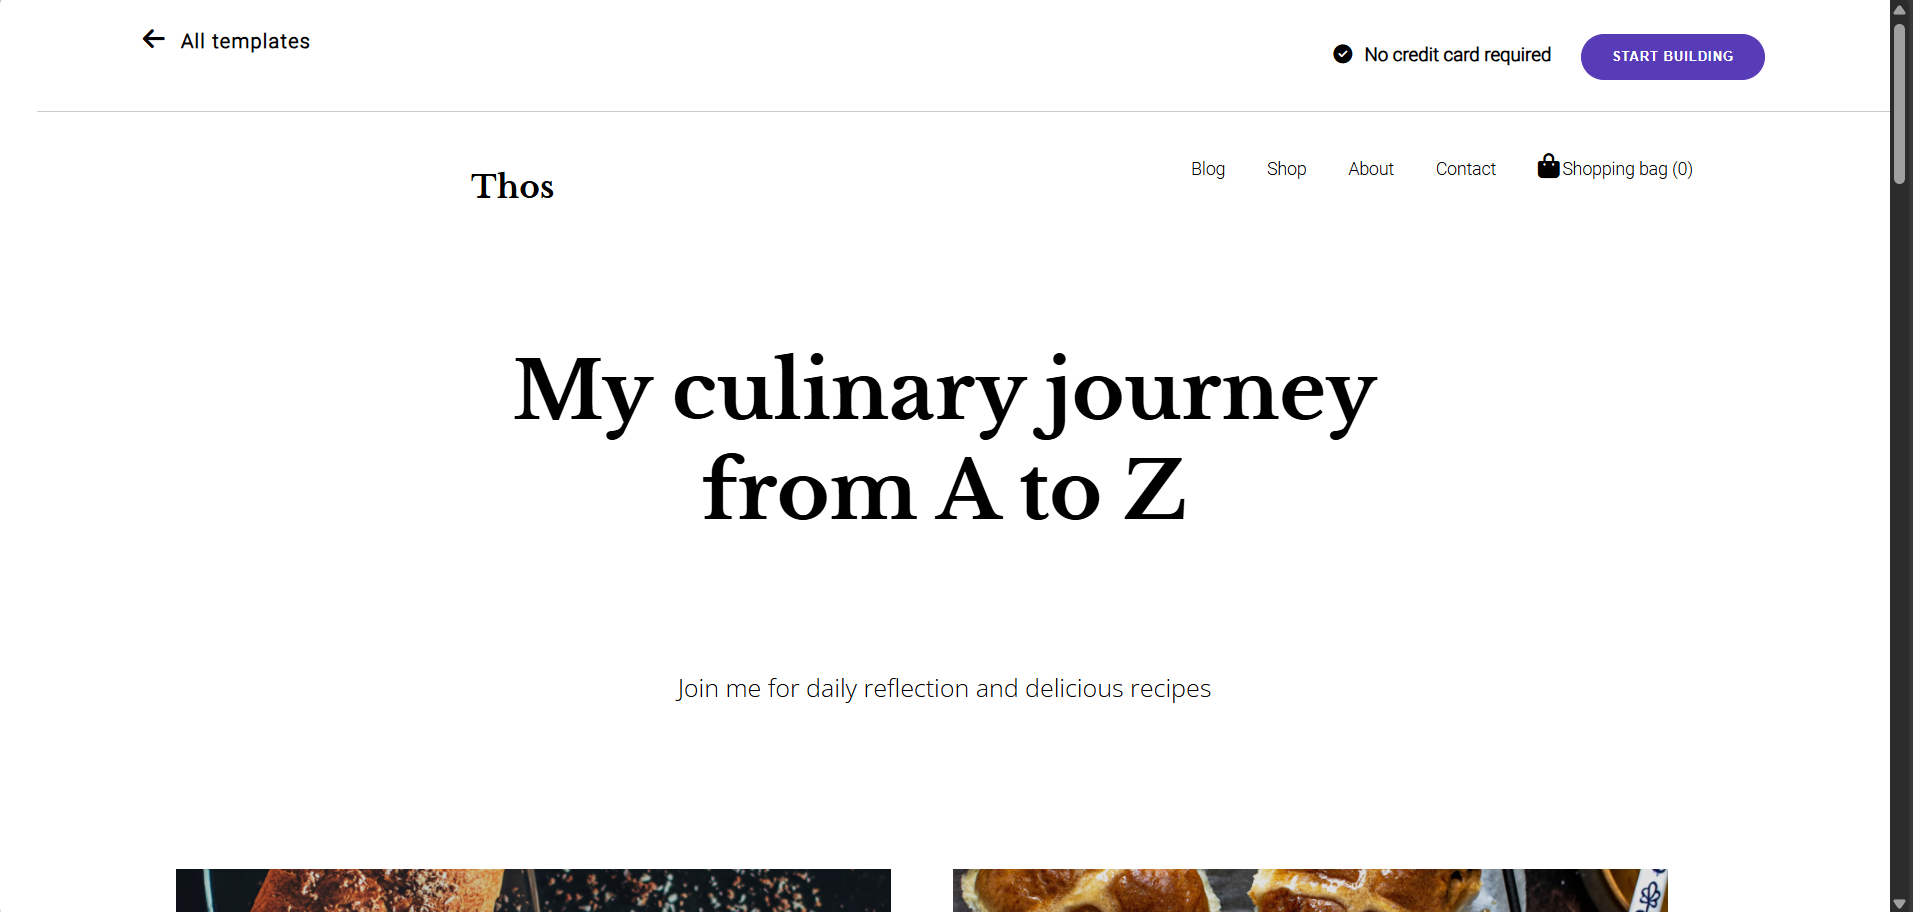 All templates
No credit card required
START BUILDING
Thos
Blog
Shop
About
Contact
Shopping bag (0)
My culinary journey
from A to Z
Join me for daily reflection and delicious recipes